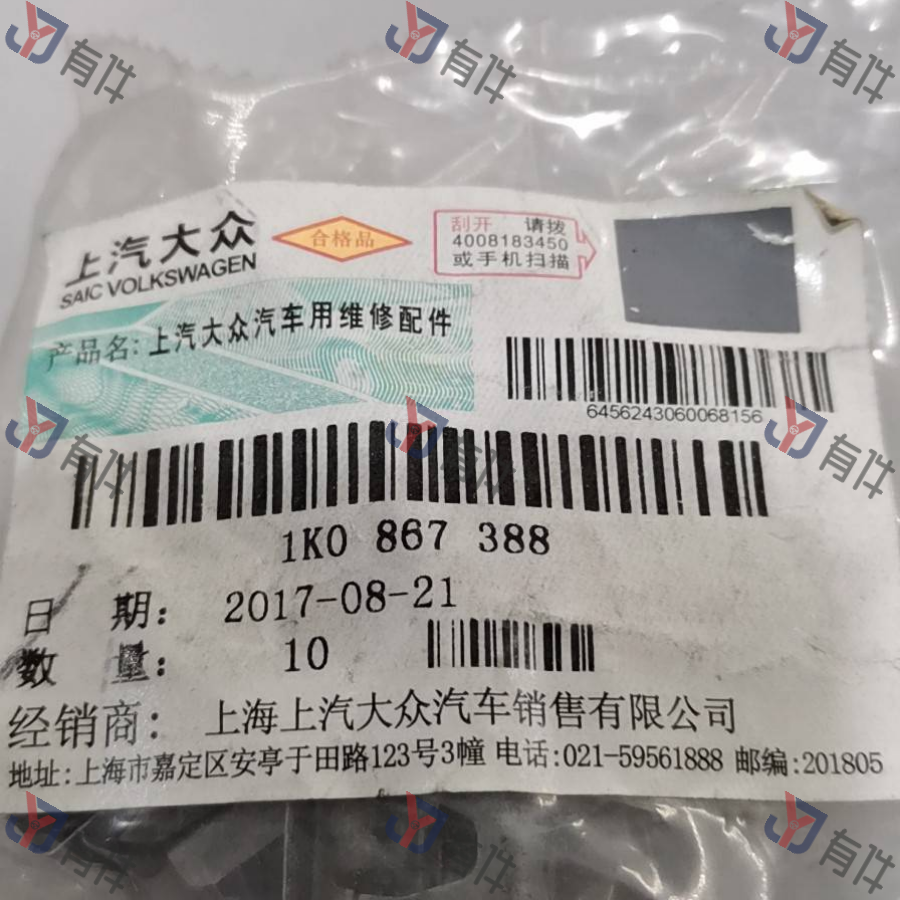 有件
有件
有件
上汽大众
SAIC VOLKSWAGEN
合格品
刮开 请拨
4008183450
或手机扫描
产品名: 上汽大众汽车用维修配件
6456243060068156
有件
有件
有件
1K0 867 388
日 期: 2017-08-21
数 量: 10
经销商: 上海上汽大众汽车销售有限公司
地址:上海市嘉定区安亭于田路123号3幢 电话:021-59561888 邮编:201805
有件
有件
有件